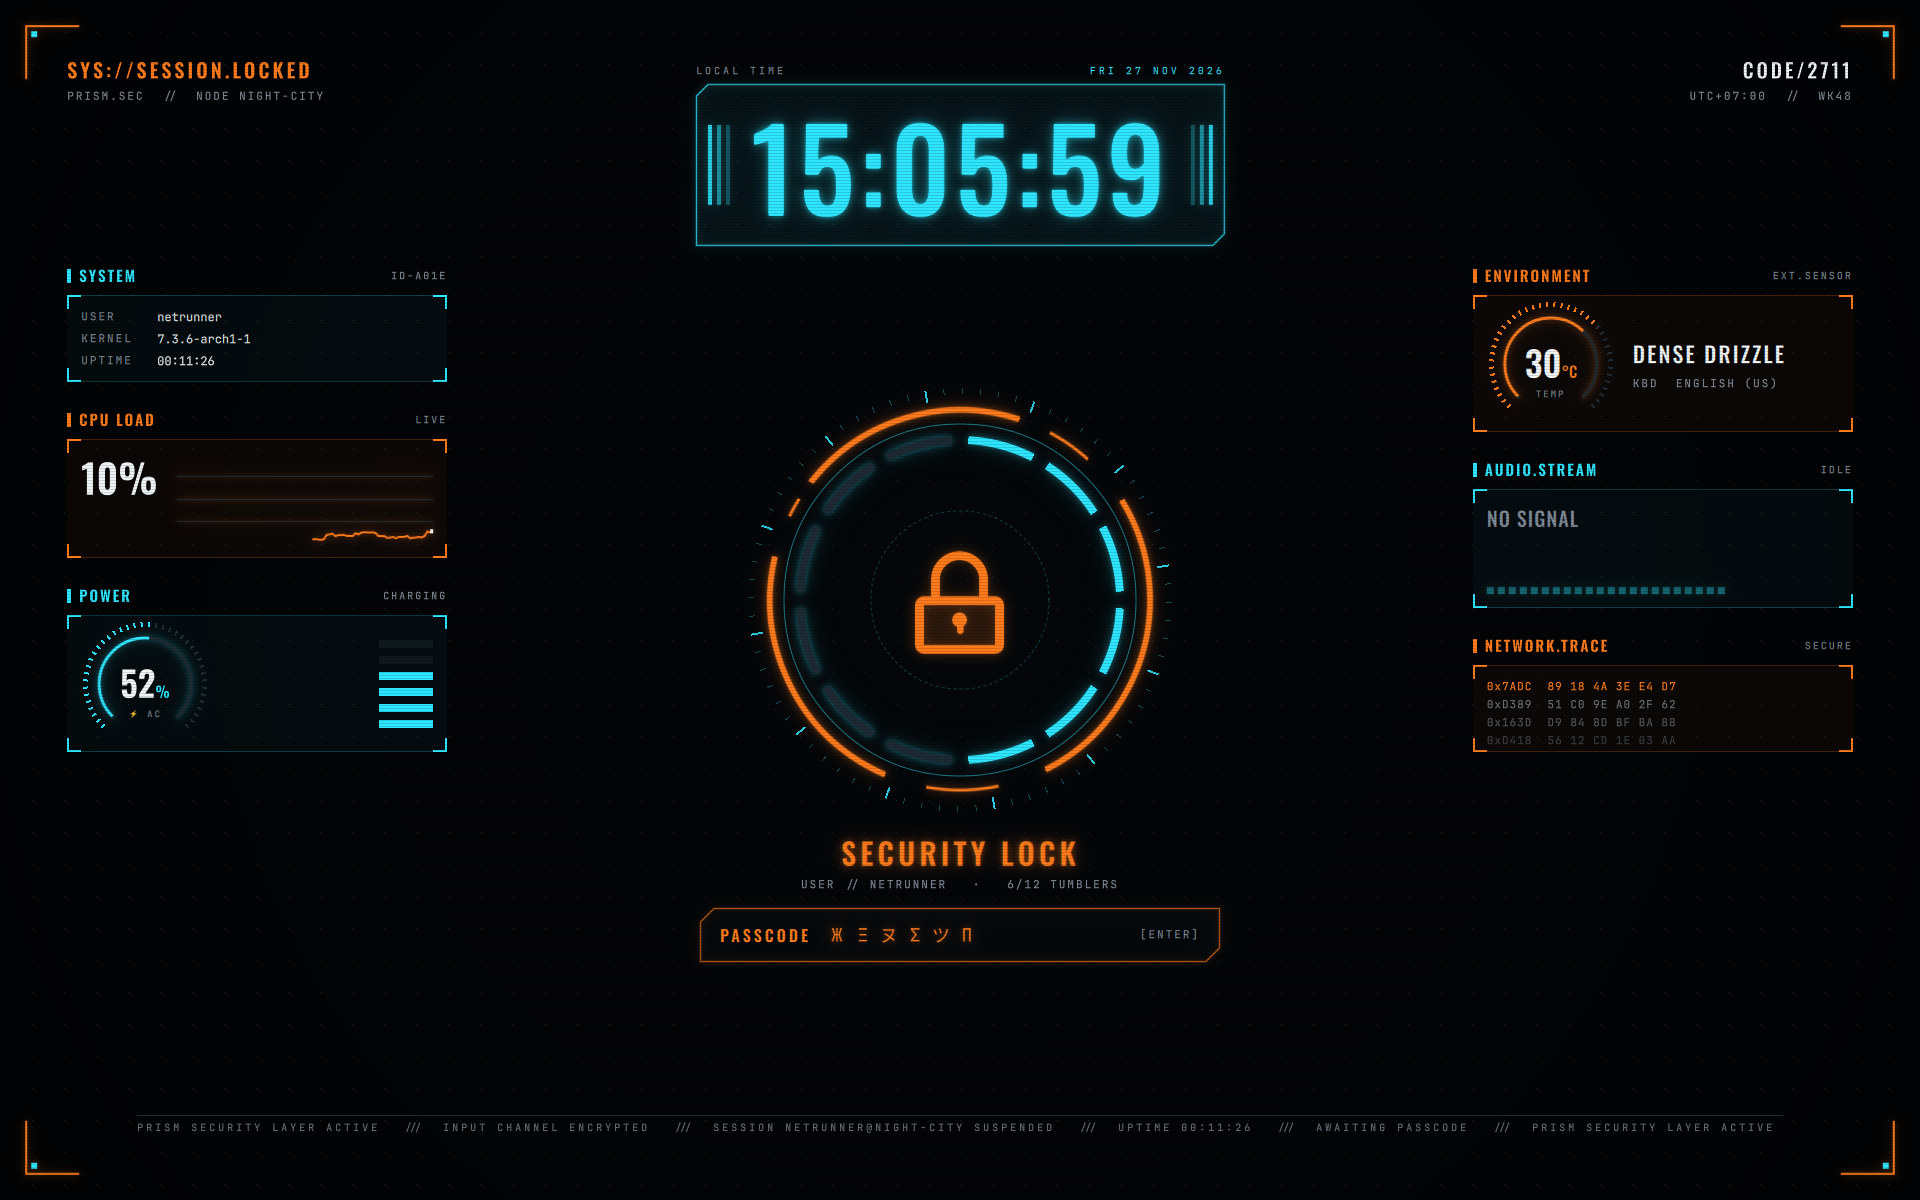 SYS://SESSION.LOCKED
PRISM.SEC // NODE NIGHT-CITY
LOCAL TIME
FRI 27 NOV 2026
15:05:59
CODE/2711
UTC+07:00 // WK48
SYSTEM
ID-A01E
USER netrunner
KERNEL 7.3.6-arch1-1
UPTIME 00:11:26
CPU LOAD
LIVE
10%
POWER
CHARGING
52%
⚡ AC
ENVIRONMENT
EXT.SENSOR
30°C
TEMP
DENSE DRIZZLE
KBD ENGLISH (US)
AUDIO.STREAM
IDLE
NO SIGNAL
NETWORK.TRACE
SECURE
0x7ADC 89 18 4A 3E E4 D7
0xD389 51 C0 9E A0 2F 62
0x163D D9 84 8D BF BA 88
0xD418 56 12 CD 1E 03 AA
SECURITY LOCK
USER // NETRUNNER · 6/12 TUMBLERS
PASSCODE Ж Ξ ヌ Σ ツ Π [ENTER]
PRISM SECURITY LAYER ACTIVE /// INPUT CHANNEL ENCRYPTED /// SESSION NETRUNNER@NIGHT-CITY SUSPENDED /// UPTIME 00:11:26 /// AWAITING PASSCODE /// PRISM SECURITY LAYER ACTIVE